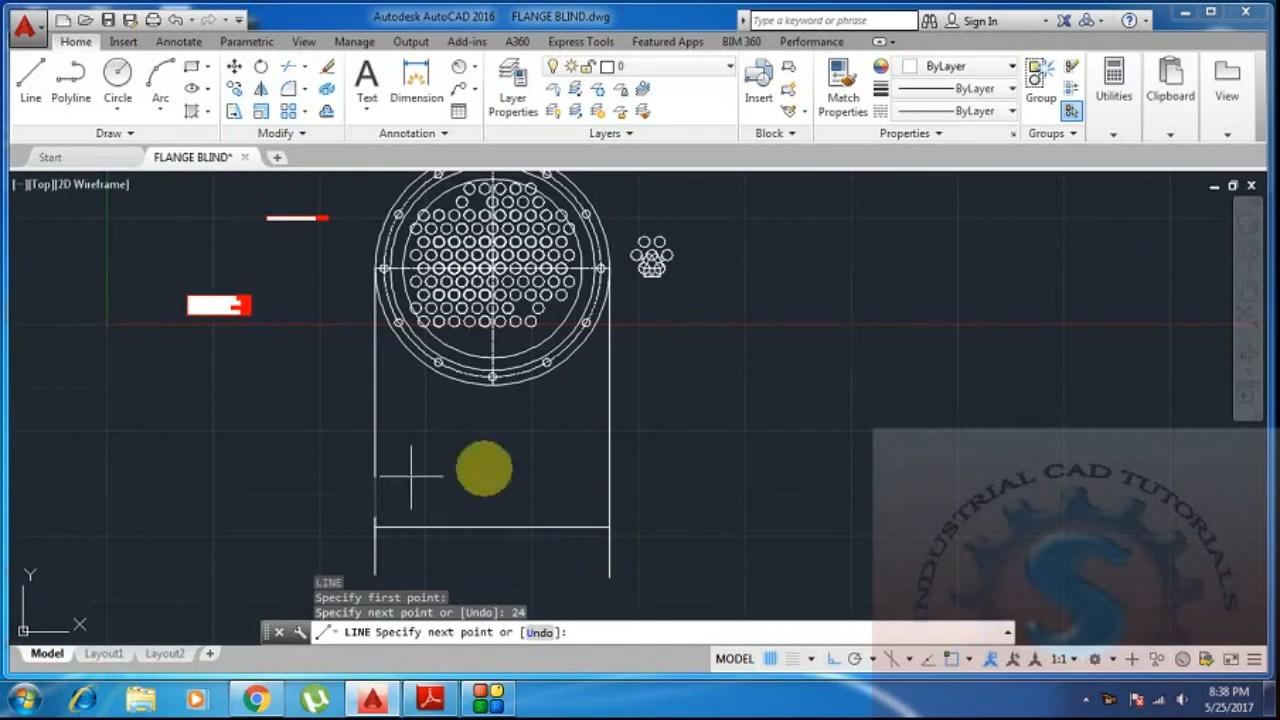 Autodesk AutoCAD 2016 FLANGE BLIND.dwg
Type a keyword or phrase
Sign In
Home Insert Annotate Parametric View Manage Output Add-ins A360 Express Tools Featured Apps BIM 360 Performance
Line Polyline Circle Arc
Text Dimension
Layer
Properties
0
Insert
Match
Properties
ByLayer
ByLayer
ByLayer
Group
Utilities
Clipboard
View
Draw Modify Annotation Layers Block Properties Groups
Start
FLANGE BLIND*
[−][Top][2D Wireframe]
INDUSTRIAL CAD TUTORIALS
S
Y
X
LINE
Specify first point:
Specify next point or [Undo]: 24
LINE Specify next point or [Undo]:
Model Layout1 Layout2
MODEL
1:1
8:38 PM
5/25/2017